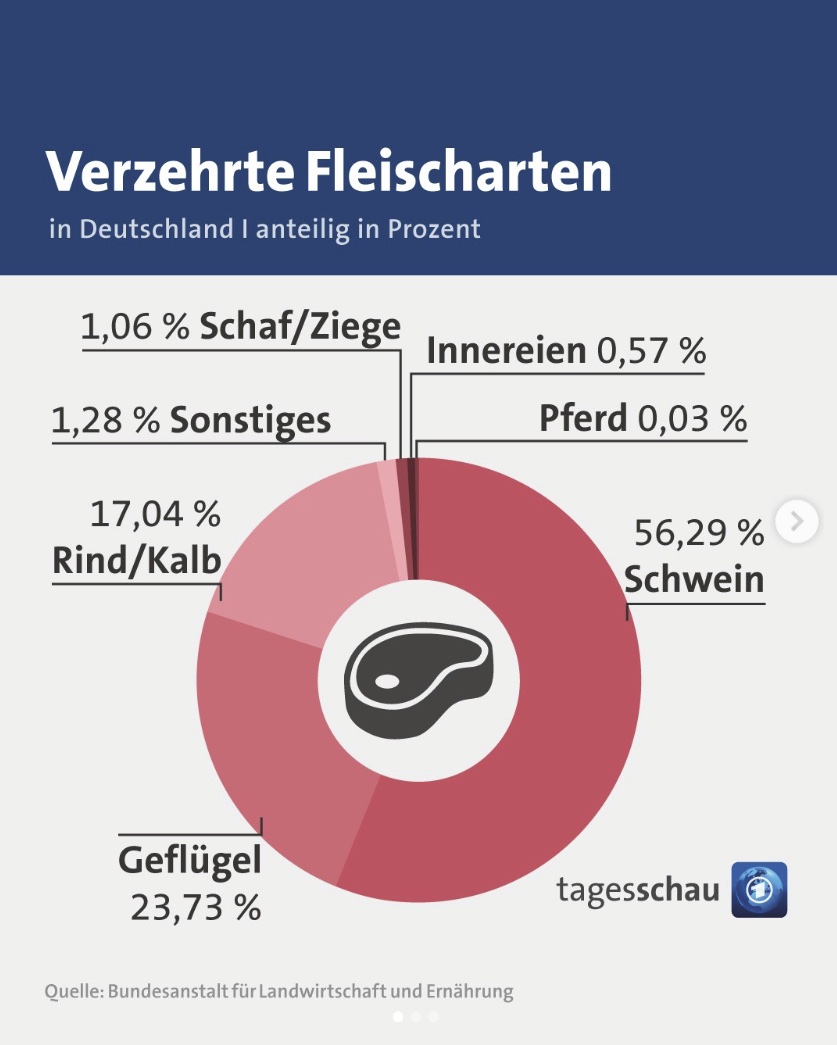 Verzehrte Fleischarten
in Deutschland I anteilig in Prozent
1,06 % Schaf/Ziege
Innereien 0,57 %
1,28 % Sonstiges
Pferd 0,03 %
17,04 %
Rind/Kalb
56,29 %
Schwein
Geflügel
23,73 %
tagesschau
Quelle: Bundesanstalt für Landwirtschaft und Ernährung